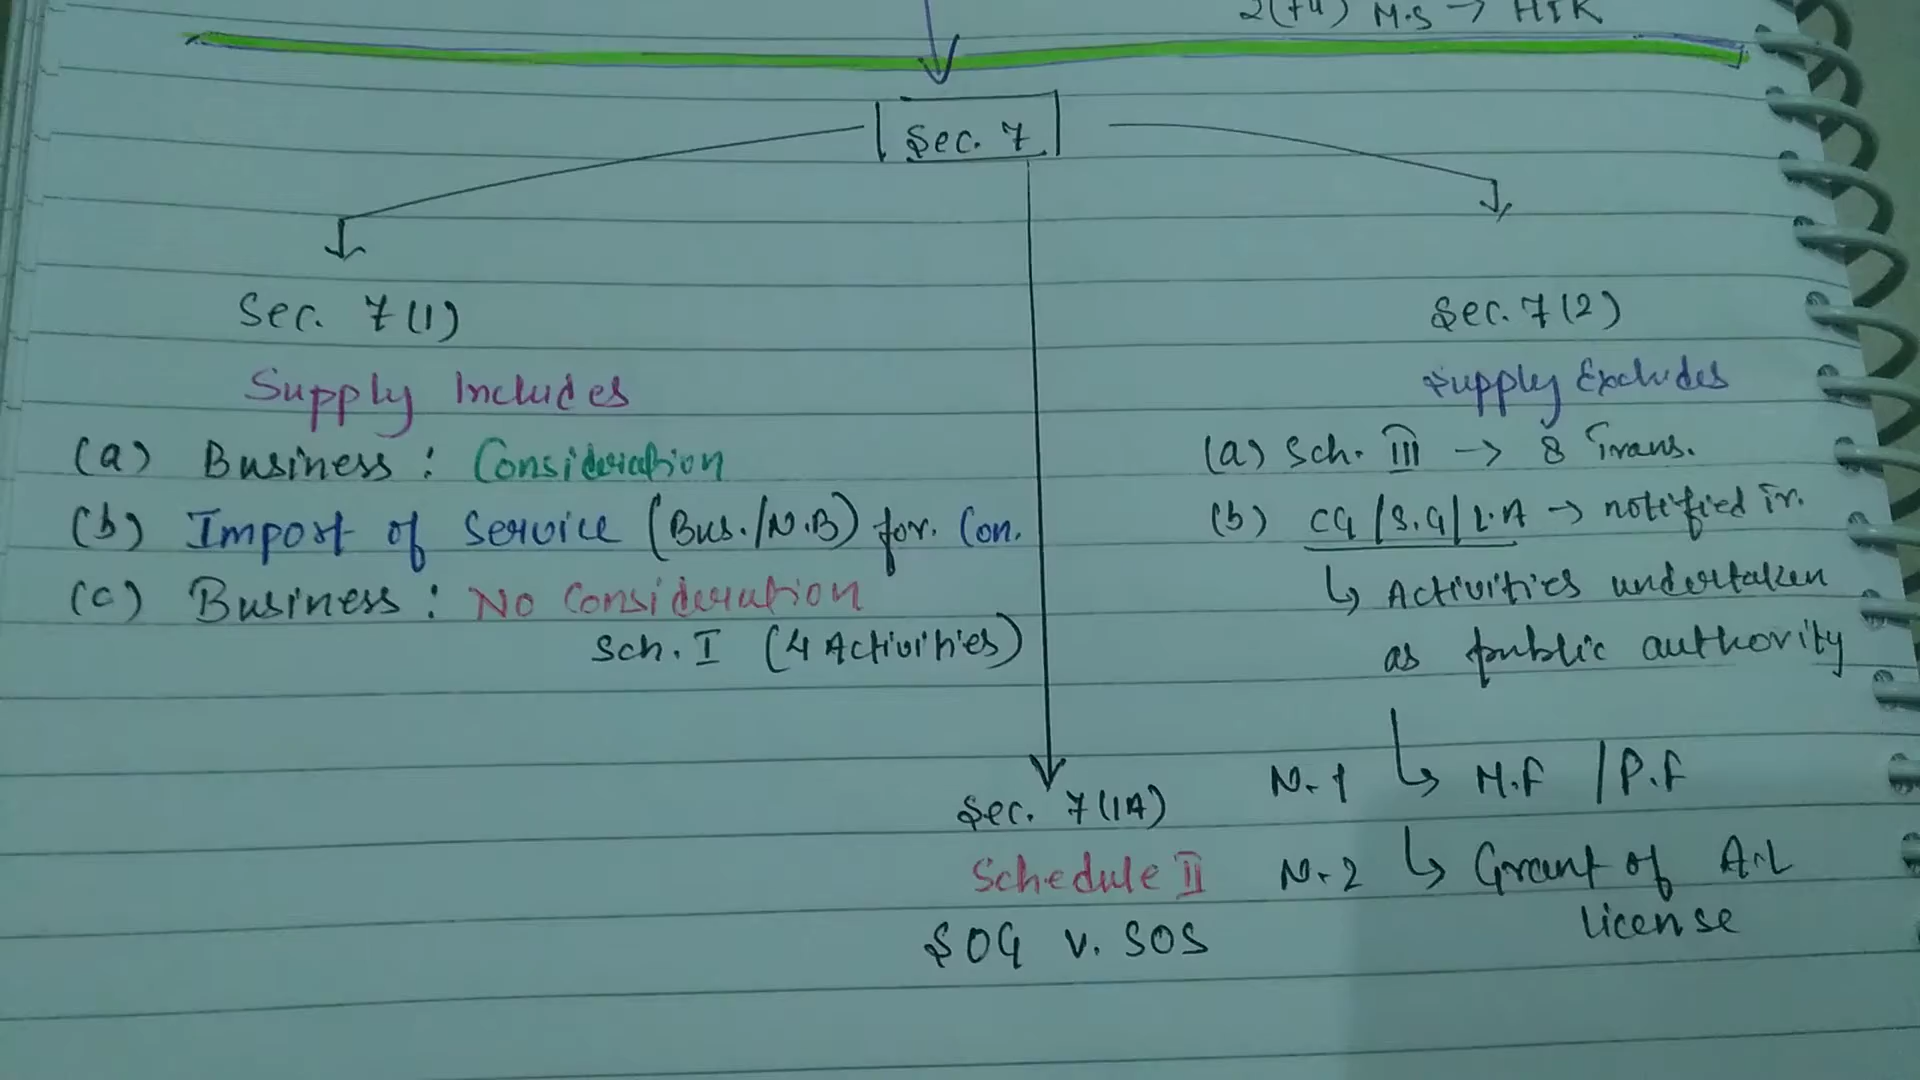 2(74) M.S → HTK
Sec. 7
Sec. 7(1)
Supply Includes
(a) Business : Consideration
(b) Import of Service (Bus./N.B) for. Con.
(c) Business : No Consideration
Sch. I (4 Activities)
Sec. 7(2)
Supply Excludes
(a) Sch. III → 8 Trans.
(b) CG/S.G/L.A → notified in.
↳ Activities undertaken
as public authority
N.1 ↳ M.F /P.F
N.2 ↳ Grant of A.L
license
Sec. 7(1A)
Schedule II
SOG v. SOS